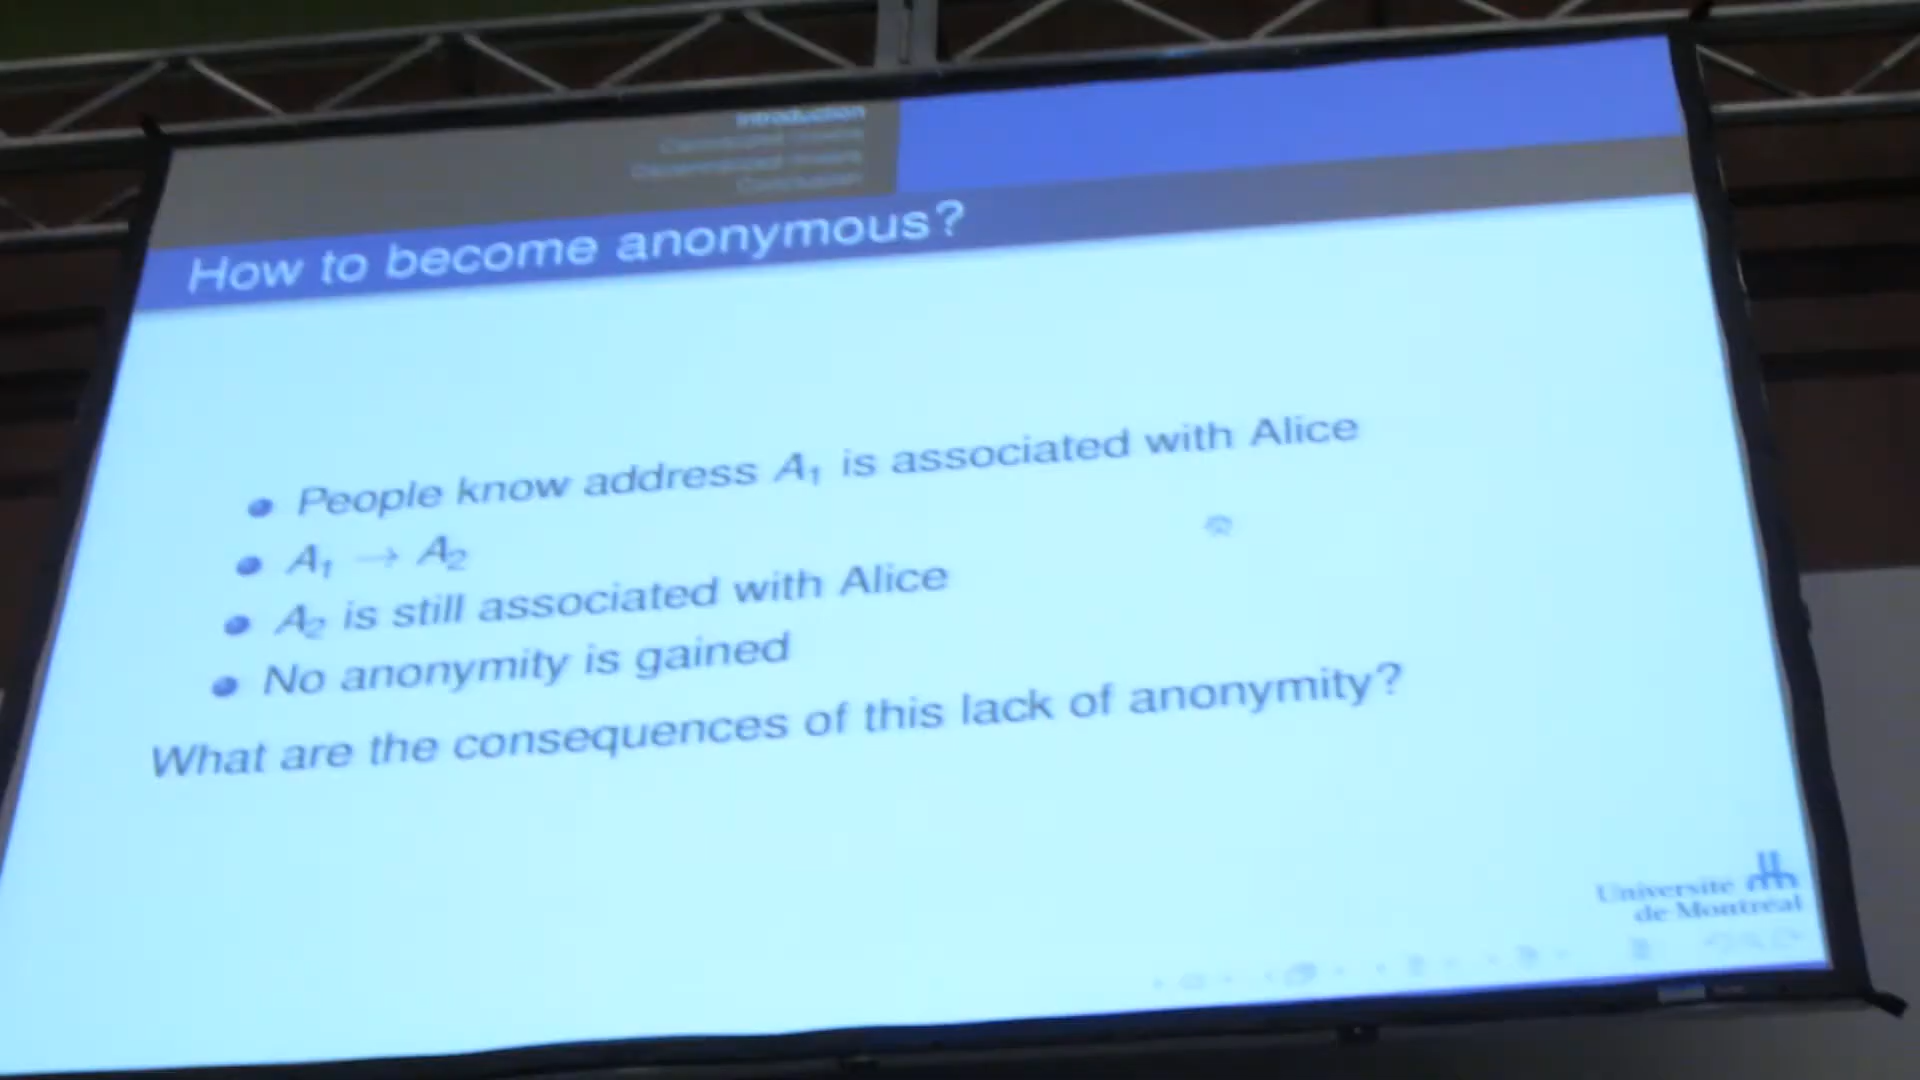 Introduction
Conclusion
How to become anonymous?
People know address A₁ is associated with Alice
A₁ → A₂
A₂ is still associated with Alice
No anonymity is gained
What are the consequences of this lack of anonymity?
Université
de Montréal